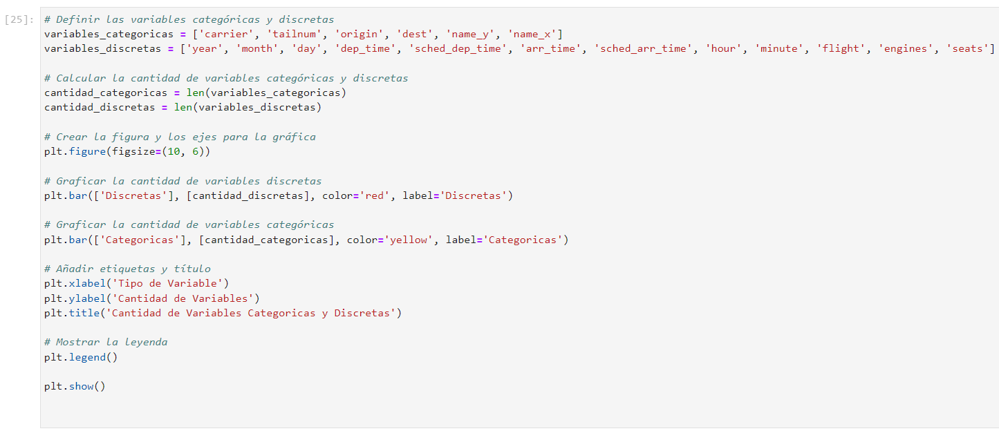 [25]:
# Definir las variables categóricas y discretas
variables_categoricas = ['carrier', 'tailnum', 'origin', 'dest', 'name_y', 'name_x']
variables_discretas = ['year', 'month', 'day', 'dep_time', 'sched_dep_time', 'arr_time', 'sched_arr_time', 'hour', 'minute', 'flight', 'engines', 'seats']
# Calcular la cantidad de variables categóricas y discretas
cantidad_categoricas = len(variables_categoricas)
cantidad_discretas = len(variables_discretas)
# Crear la figura y los ejes para la gráfica
plt.figure(figsize=(10, 6))
# Graficar la cantidad de variables discretas
plt.bar(['Discretas'], [cantidad_discretas], color='red', label='Discretas')
# Graficar la cantidad de variables categóricas
plt.bar(['Categoricas'], [cantidad_categoricas], color='yellow', label='Categoricas')
# Añadir etiquetas y título
plt.xlabel('Tipo de Variable')
plt.ylabel('Cantidad de Variables')
plt.title('Cantidad de Variables Categoricas y Discretas')
# Mostrar la leyenda
plt.legend()
plt.show()